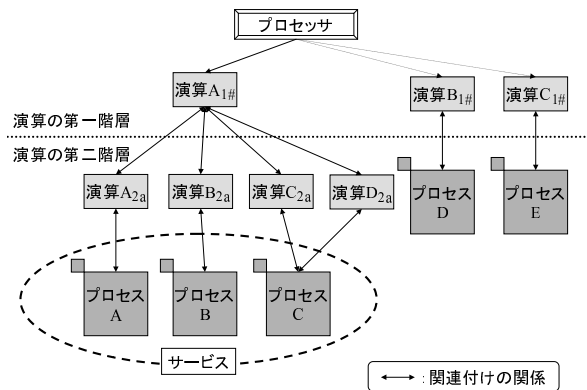 プロセッサ
演算A1#
演算B1#
演算C1#
演算の第一階層
演算の第二階層
演算A2a
演算B2a
演算C2a
演算D2a
プロセス
D
プロセス
E
プロセス
A
プロセス
B
プロセス
C
サービス
:関連付けの関係